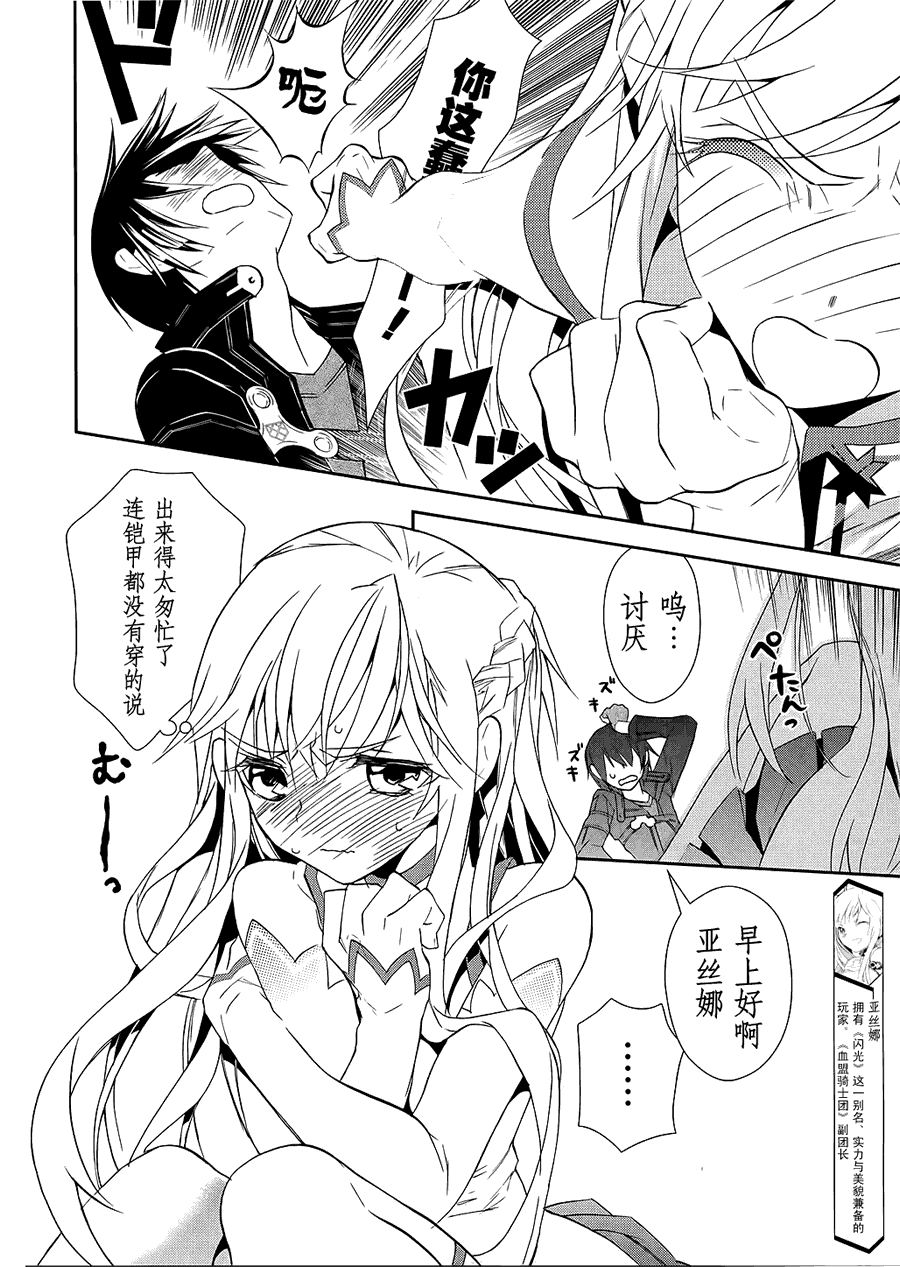 你这蠢
！
呃
ドカッ
呜…
讨厌
ぺたんっ
ズキ
ズキ
出来得太匆忙了
连铠甲都没有穿的说
むーっ
早上好啊
亚丝娜
……
亚丝娜
拥有《闪光》这一别名、实力与美貌兼备的
玩家。《血盟骑士团》副团长